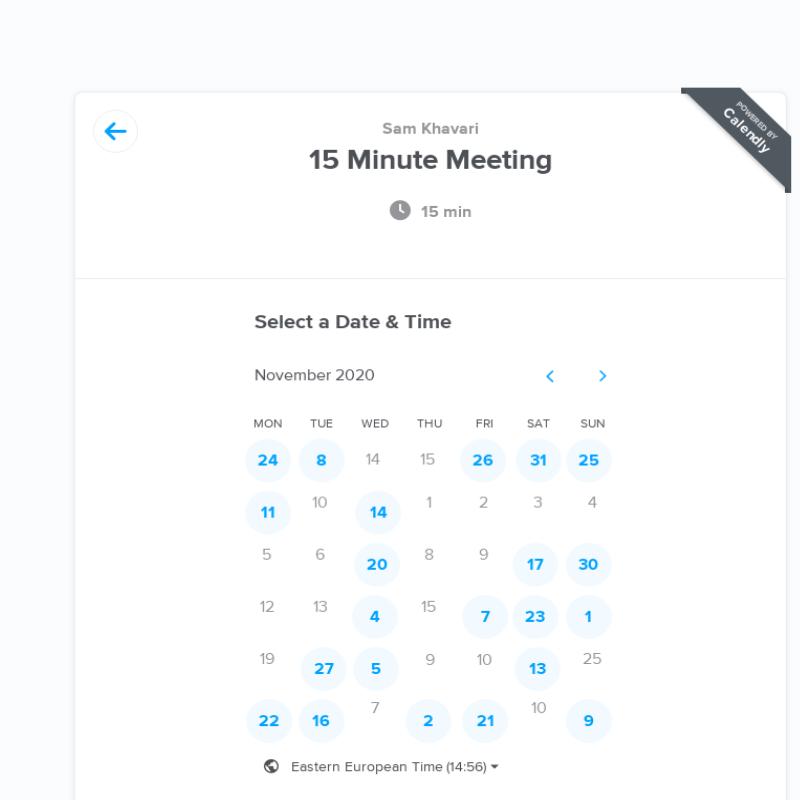 POWERED BY
Calendly
Sam Khavari
15 Minute Meeting
15 min
Select a Date & Time
November 2020
MON TUE WED THU FRI SAT SUN
24 8 14 15 26 31 25
11 10 14 1 2 3 4
5 6 20 8 9 17 30
12 13 4 15 7 23 1
19 27 5 9 10 13 25
22 16 7 2 21 10 9
Eastern European Time (14:56)